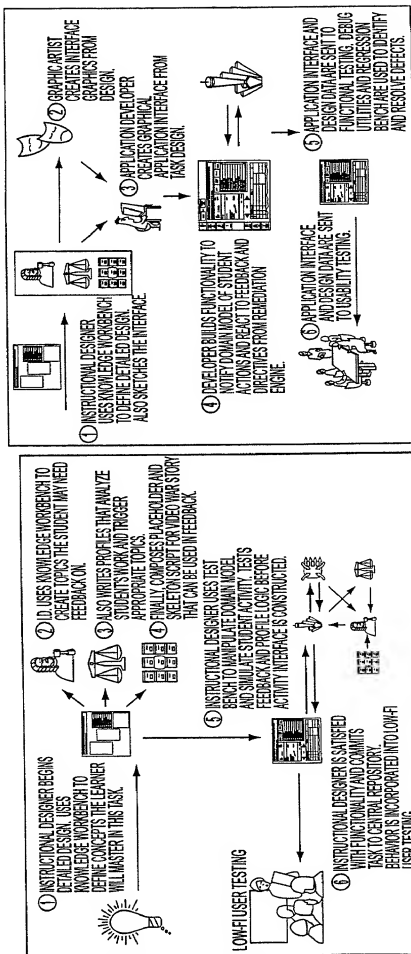 ① INSTRUCTIONAL DESIGNER BEGINS
DETAILED DESIGN. USES
KNOWLEDGE WORKBENCH TO
DEFINE CONCEPTS THE LEARNER
WILL MASTER IN THIS TASK.
② I.D. USES KNOWLEDGE WORKBENCH TO
CREATE TOPICS THE STUDENT MAY NEED
FEEDBACK ON.
③ ALSO WRITES PROFILES THAT ANALYZE
STUDENTS WORK AND TRIGGER
APPROPRIATE TOPICS.
④ FINALLY, COMPOSES PLACEHOLDER AND
SKELETON SCRIPT FOR VIDEO WAR STORY
THAT CAN BE USED IN FEEDBACK.
⑤ INSTRUCTIONAL DESIGNER USES TEST
BENCH TO MANIPULATE DOMAIN MODEL
AND SIMULATE STUDENT ACTIVITY. TESTS
FEEDBACK AND PROFILE LOGIC BEFORE
ACTIVITY INTERFACE IS CONSTRUCTED.
LOW-FI USER TESTING
⑥ INSTRUCTIONAL DESIGNER IS SATISFIED
WITH FUNCTIONALITY AND COMMITS
TASK TO CENTRAL REPOSITORY.
BEHAVIOR IS INCORPORATED INTO LOW-FI
USER TESTING
① INSTRUCTIONAL DESIGNER
USES KNOWLEDGE WORKBENCH
TO DEFINE DETAILED DESIGN.
ALSO SKETCHES THE INTERFACE.
② GRAPHIC ARTIST
CREATES INTERFACE
GRAPHICS FROM
DESIGN.
③ APPLICATION DEVELOPER
CREATES GRAPHICAL
APPLICATION INTERFACE FROM
TASK DESIGN.
④ DEVELOPER BUILDS FUNCTIONALITY TO
NOTIFY DOMAIN MODEL OF STUDENT
ACTIONS AND REACT TO FEEDBACK AND
DIRECTIVES FROM REMEDIATION
ENGINE.
⑤ APPLICATION INTERFACE AND
DESIGN DATA ARE SENT TO
FUNCTIONAL TESTING. DEBUG
UTILITIES AND REGRESSION
BENCH ARE USED TO IDENTIFY
AND RESOLVE DEFECTS.
⑥ APPLICATION INTERFACE
AND DESIGN DATA ARE SENT
TO USABILITY TESTING.